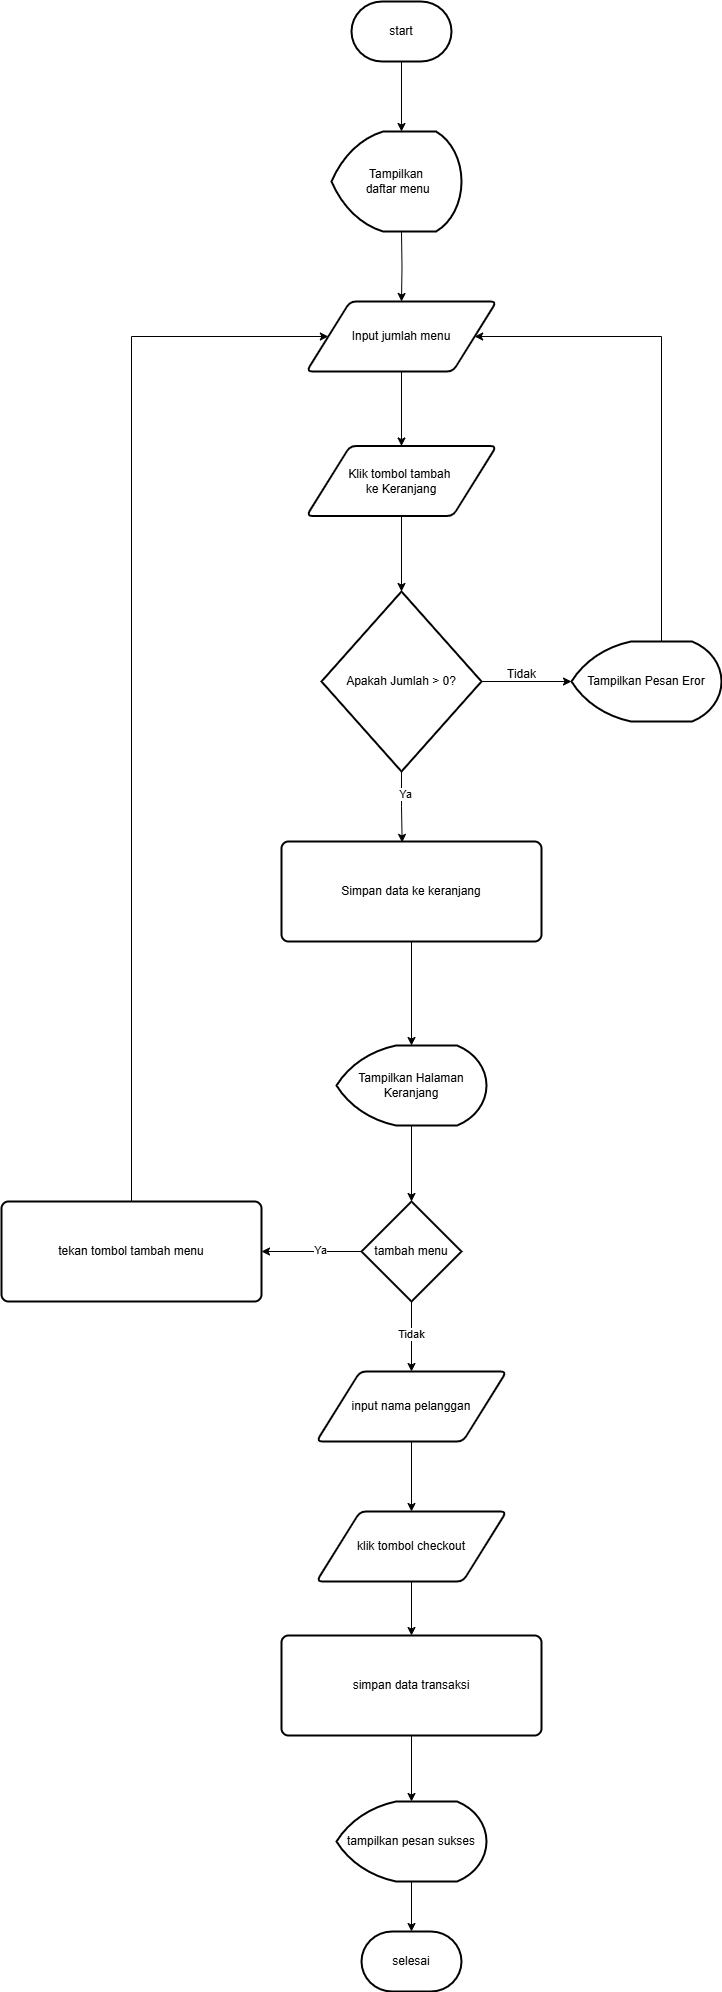 start
Tampilkan
daftar menu
Input jumlah menu
Klik tombol tambah
ke Keranjang
Apakah Jumlah > 0?
Tidak
Tampilkan Pesan Eror
Ya
Simpan data ke keranjang
Tampilkan Halaman
Keranjang
tekan tombol tambah menu
Ya
tambah menu
Tidak
input nama pelanggan
klik tombol checkout
simpan data transaksi
tampilkan pesan sukses
selesai